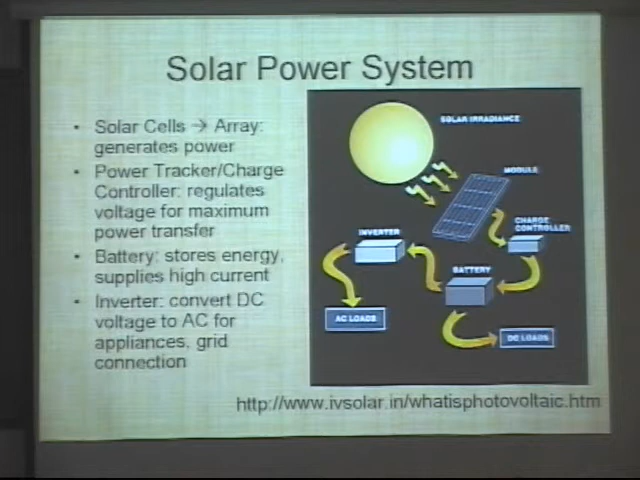 Solar Power System
• Solar Cells → Array:
generates power
• Power Tracker/Charge
Controller: regulates
voltage for maximum
power transfer
• Battery: stores energy,
supplies high current
• Inverter: convert DC
voltage to AC for
appliances, grid
connection
SOLAR IRRADIANCE
MODULE
CHARGE
CONTROLLER
INVERTER
BATTERY
AC LOADS
DC LOADS
http://www.ivsolar.in/whatisphotovoltaic.htm